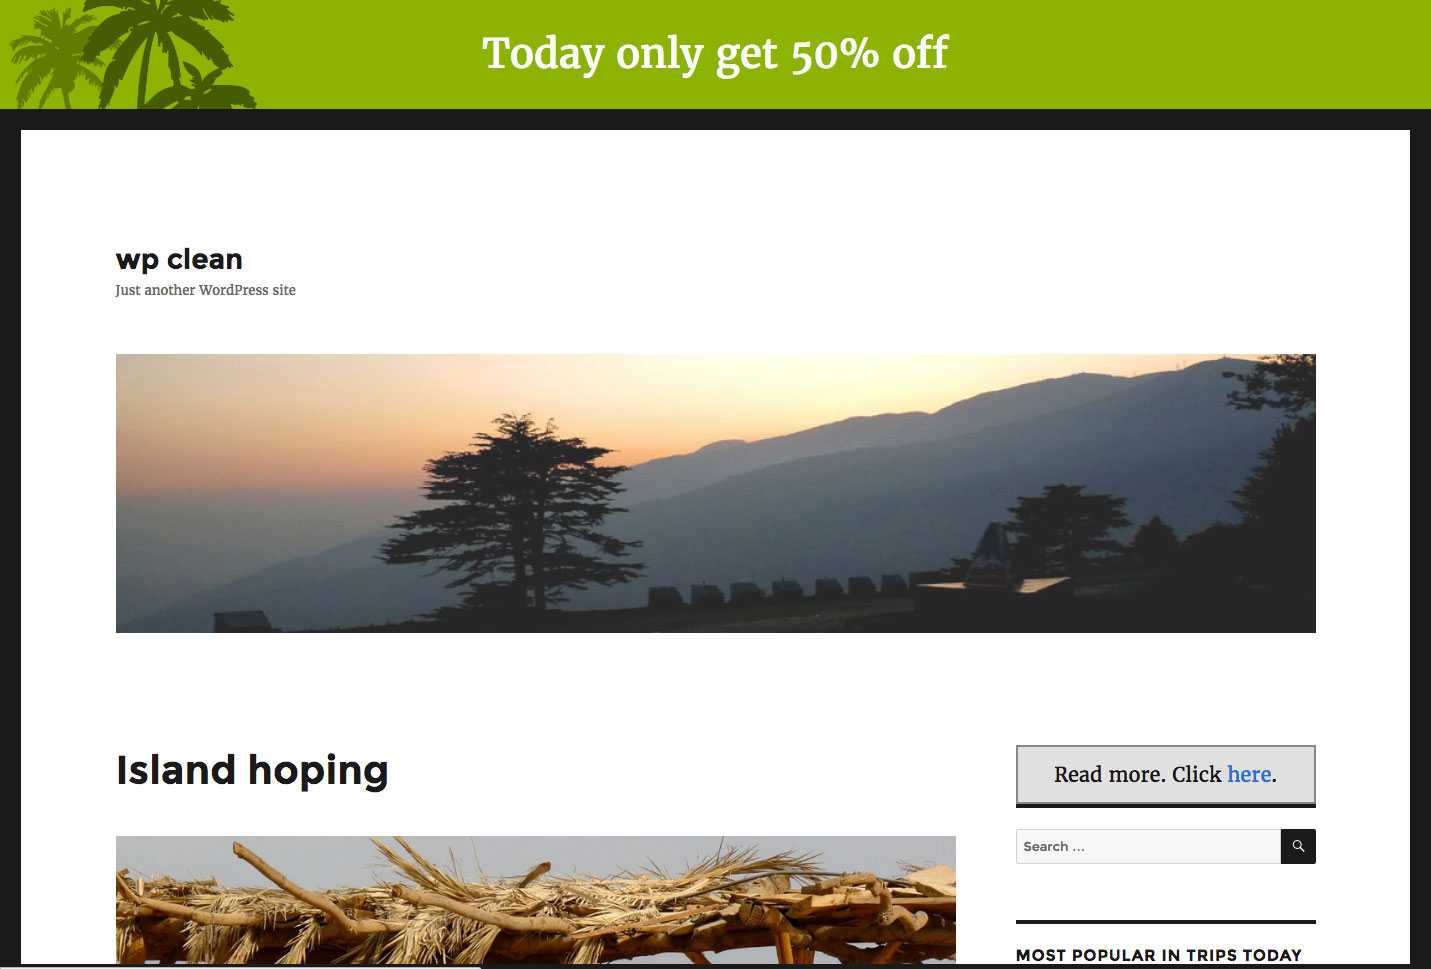 Today only get 50% off
wp clean
Just another WordPress site
Island hoping
Read more. Click here.
Search ...
MOST POPULAR IN TRIPS TODAY